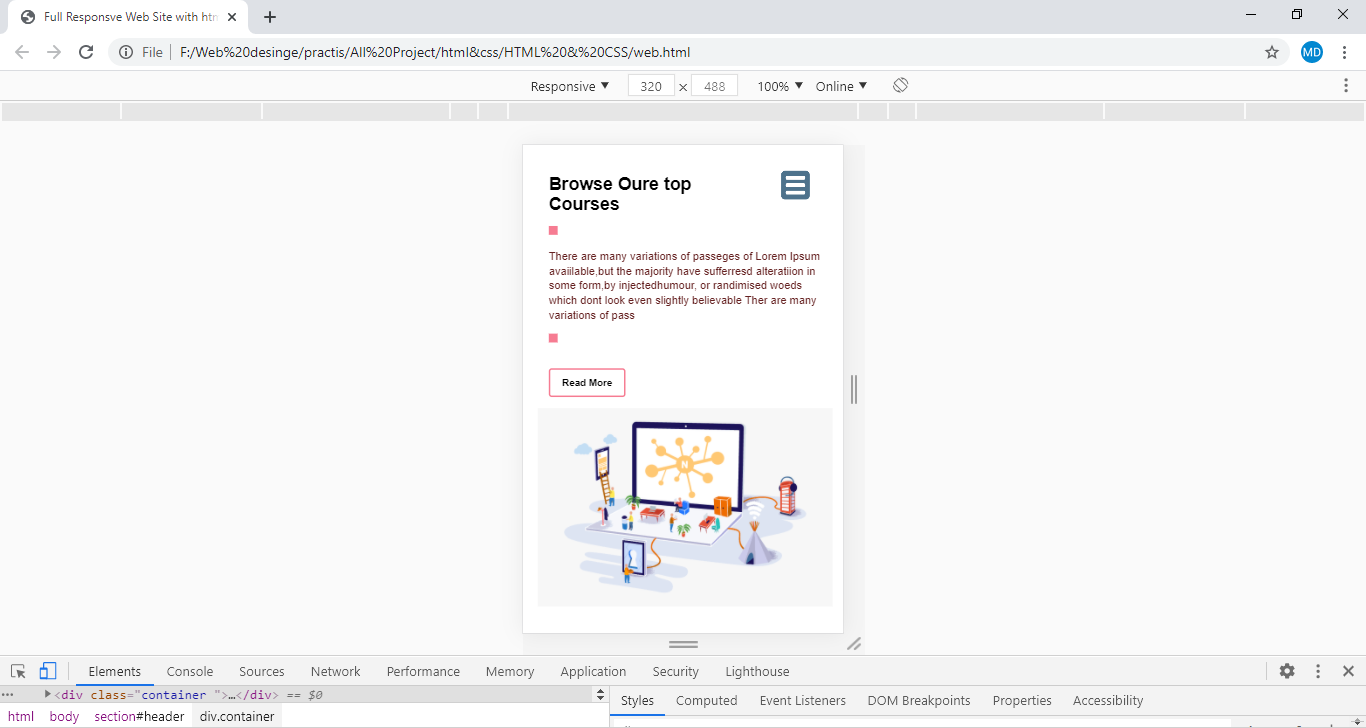 Full Responsve Web Site with htm
File
F:/Web%20desinge/practis/All%20Project/html&css/HTML%20&%20CSS/web.html
MD
Responsive ▼ 320 × 488 100% ▼ Online ▼
Browse Oure top
Courses
There are many variations of passeges of Lorem Ipsum
avaiilable,but the majority have sufferresd alteratiion in
some form,by injectedhumour, or randimised woeds
which dont look even slightly believable Ther are many
variations of pass
Read More
N
Elements Console Sources Network Performance Memory Application Security Lighthouse
<div class="container ">…</div> == $0
html body section#header div.container
Styles Computed Event Listeners DOM Breakpoints Properties Accessibility